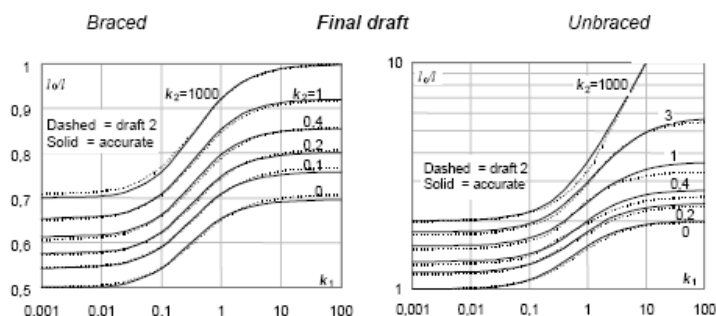 Braced Final draft Unbraced
1
l₀/l
k₂=1000
k₂=1
0,9
Dashed = draft 2
Solid = accurate
0,4
0,8
0,2
0,1
0,7
0
0,6
0,5
k₁
0.001 0,01 0,1 1 10 100
10
l₀/l
k₂=1000
3
Dashed = draft 2
Solid = accurate
1
0,4
0,2
0
1
k₁
0,001 0,01 0,1 1 10 100